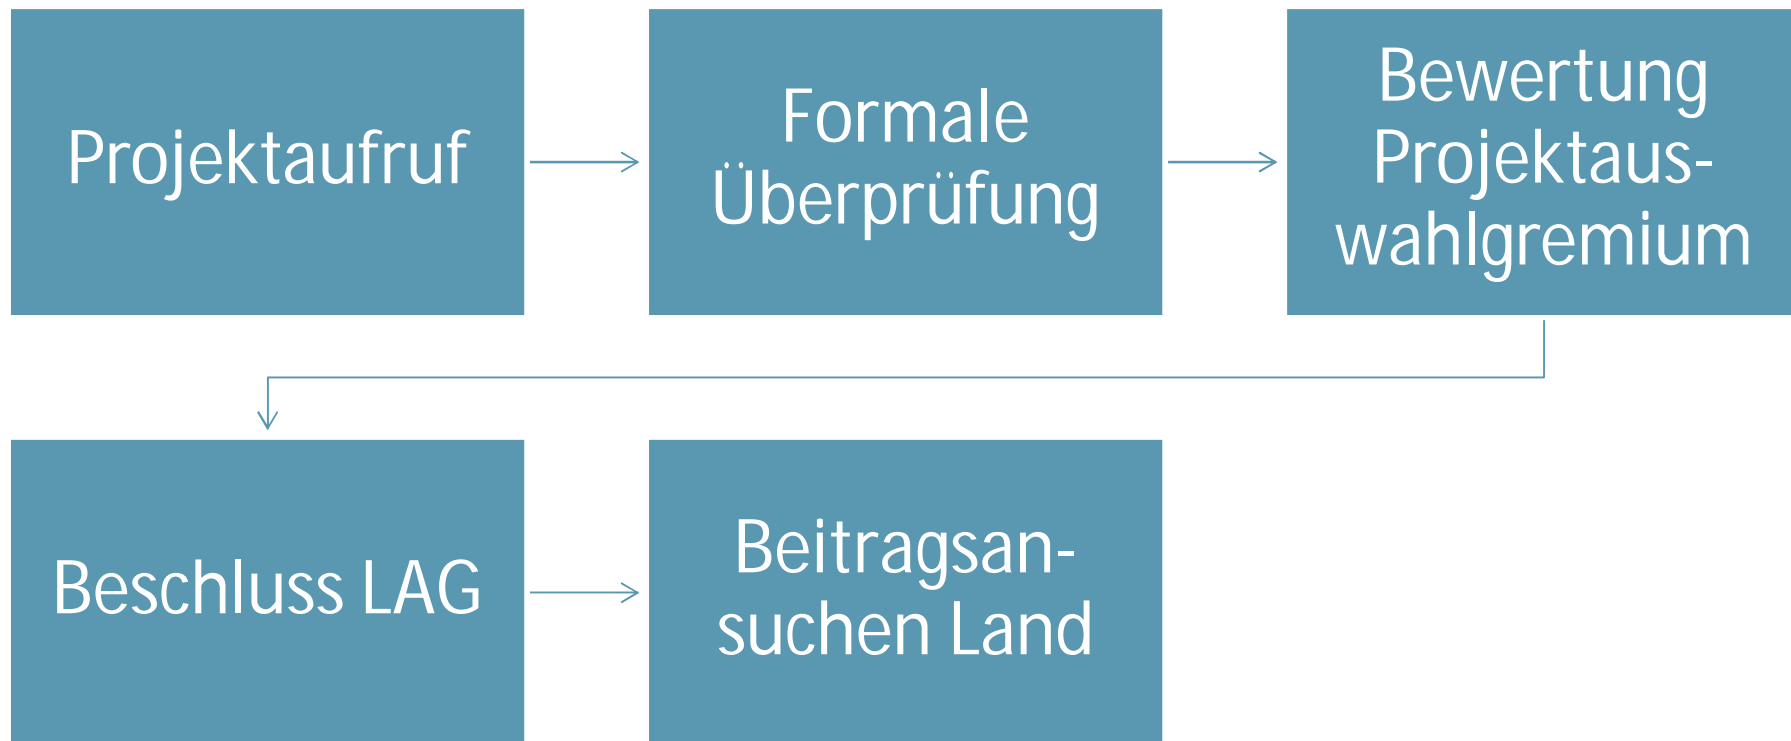 Projektaufruf
Formale
Überprüfung
Bewertung
Projektaus-
wahlgremium
Beschluss LAG
Beitragsan-
suchen Land